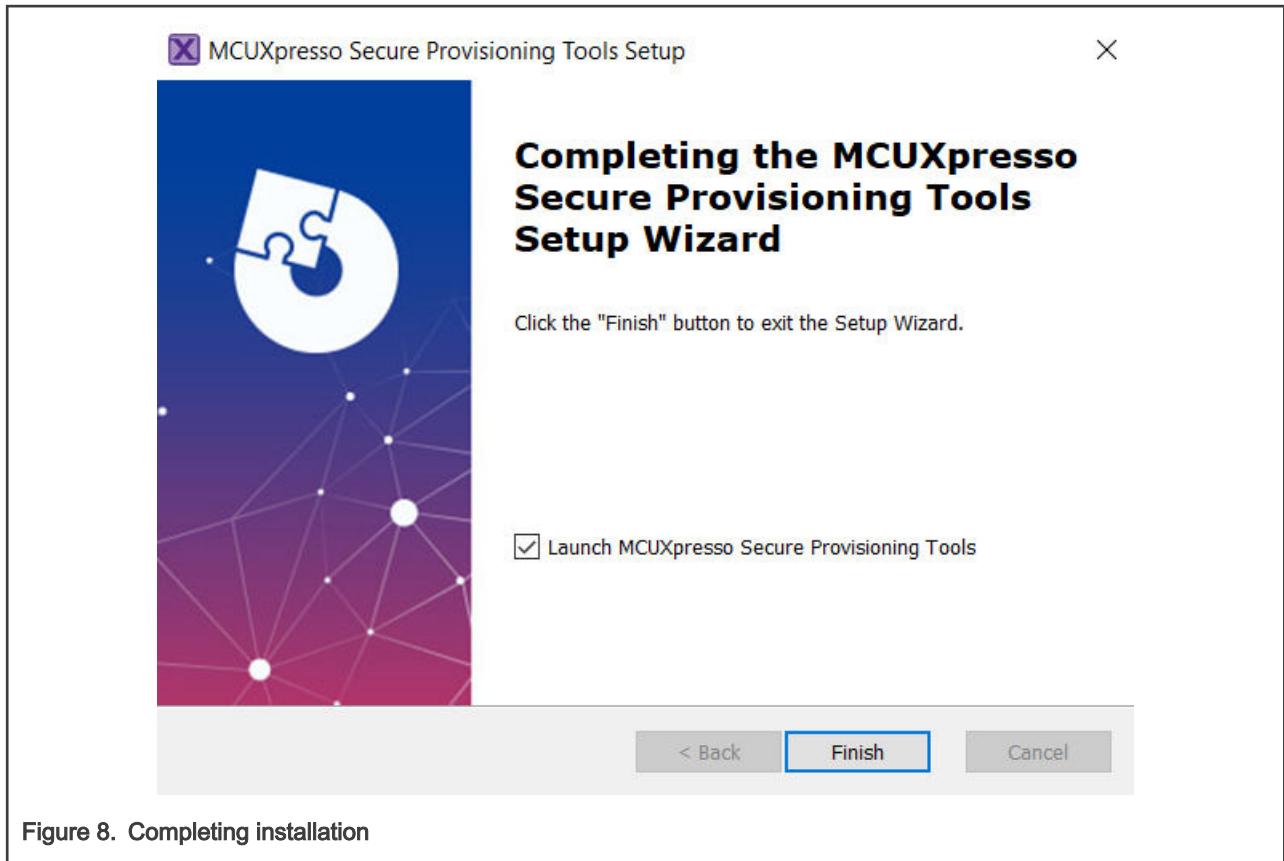 MCUXpresso Secure Provisioning Tools Setup
Completing the MCUXpresso
Secure Provisioning Tools
Setup Wizard
Click the "Finish" button to exit the Setup Wizard.
Launch MCUXpresso Secure Provisioning Tools
< Back
Finish
Cancel
Figure 8. Completing installation